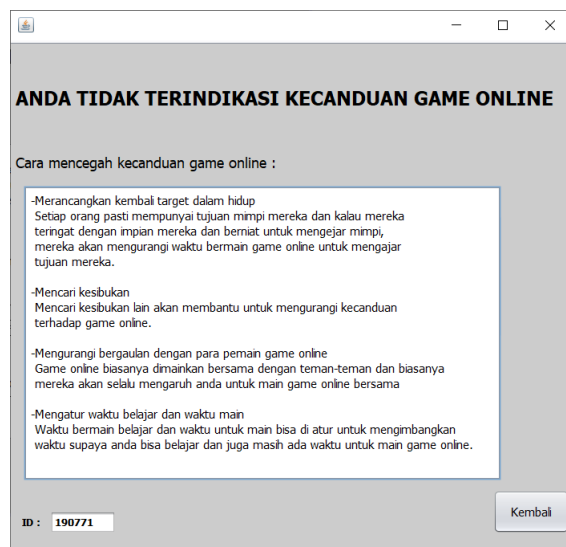 ANDA TIDAK TERINDIKASI KECANDUAN GAME ONLINE
Cara mencegah kecanduan game online :
-Merancangkan kembali target dalam hidup
Setiap orang pasti mempunyai tujuan mimpi mereka dan kalau mereka
teringat dengan impian mereka dan berniat untuk mengejar mimpi,
mereka akan mengurangi waktu bermain game online untuk mengajar
tujuan mereka.
-Mencari kesibukan
Mencari kesibukan lain akan membantu untuk mengurangi kecanduan
terhadap game online.
-Mengurangi bergaulan dengan para pemain game online
Game online biasanya dimainkan bersama dengan teman-teman dan biasanya
mereka akan selalu mengaruh anda untuk main game online bersama
-Mengatur waktu belajar dan waktu main
Waktu bermain belajar dan waktu untuk main bisa di atur untuk mengimbangkan
waktu supaya anda bisa belajar dan juga masih ada waktu untuk main game online.
Kembali
ID : 190771